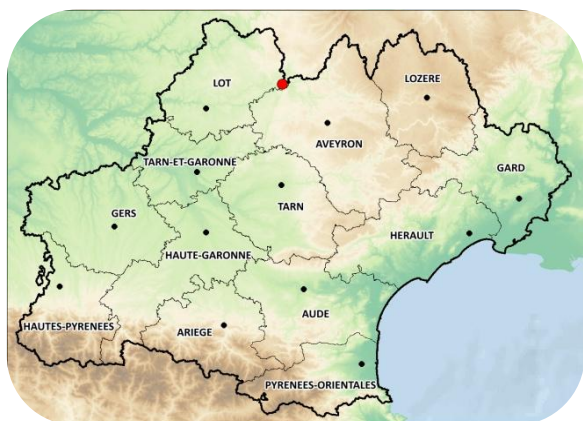 LOT
LOZERE
AVEYRON
TARN-ET-GARONNE
GARD
TARN
GERS
HERAULT
HAUTE-GARONNE
AUDE
HAUTES-PYRENEES
ARIEGE
PYRENEES-ORIENTALES